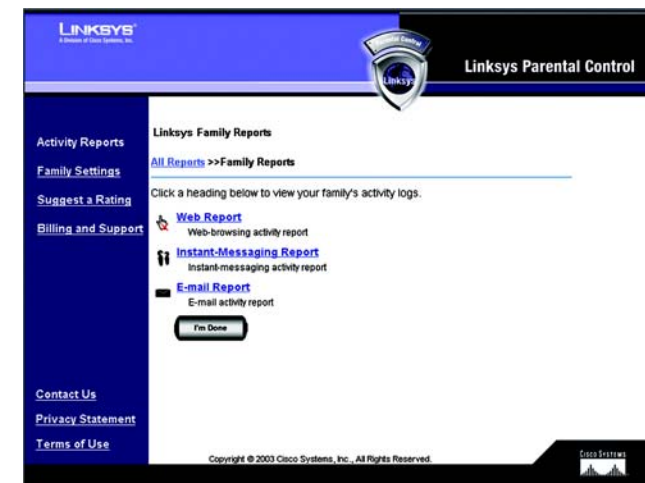 LINKSYS®
A Division of Cisco Systems, Inc.
Parental Control
Linksys
Linksys Parental Control
Activity Reports
Family Settings
Suggest a Rating
Billing and Support
Linksys Family Reports
All Reports >>Family Reports
Click a heading below to view your family's activity logs.
Web Report
Web-browsing activity report
Instant-Messaging Report
Instant-messaging activity report
E-mail Report
E-mail activity report
I'm Done
Contact Us
Privacy Statement
Terms of Use
Copyright © 2003 Cisco Systems, Inc., All Rights Reserved.
CISCO SYSTEMS